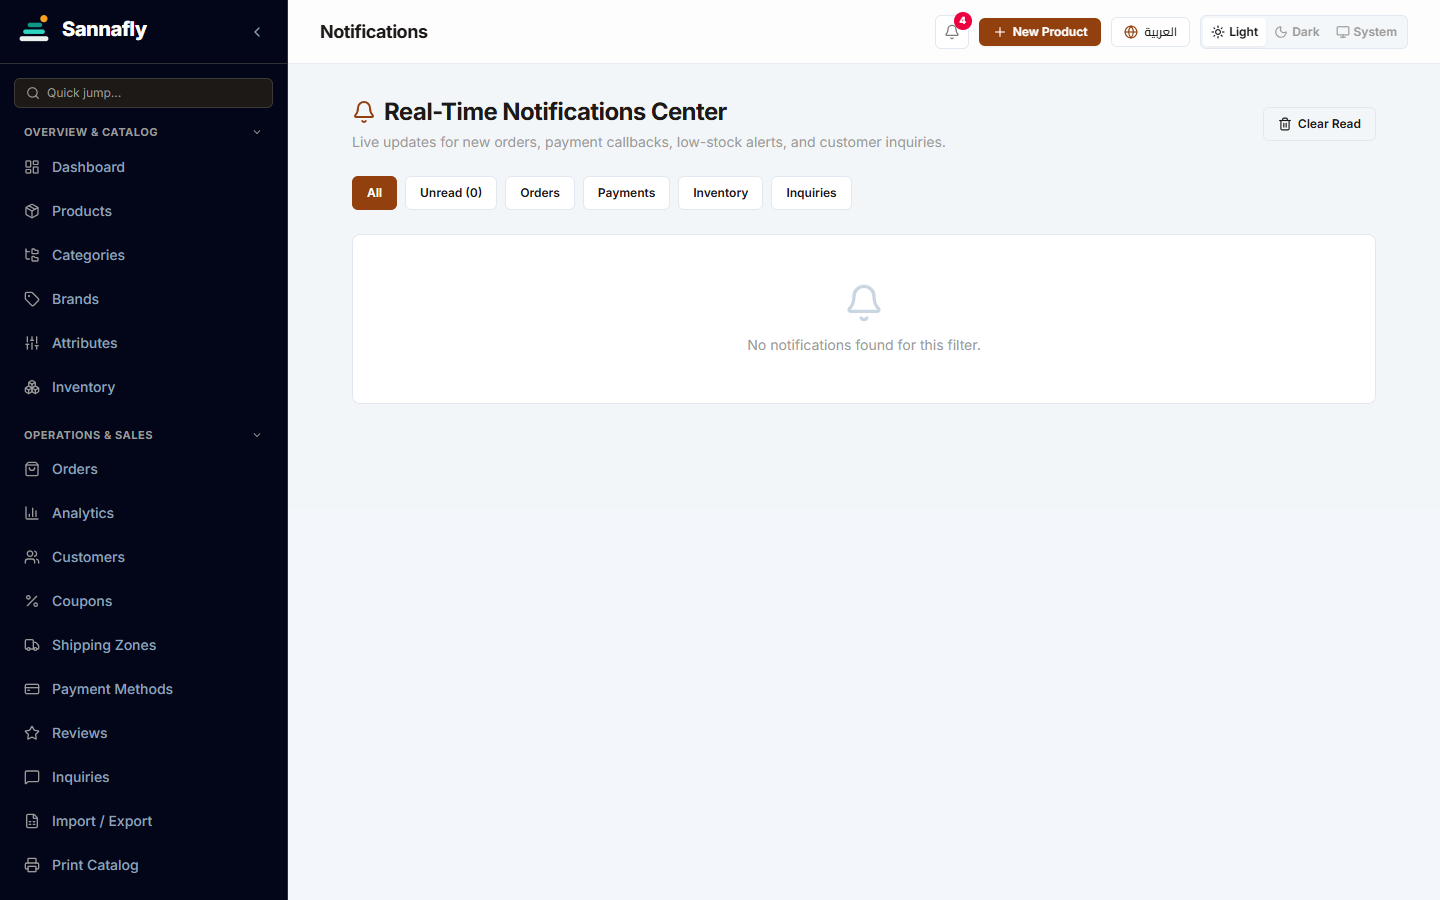 Sannafly
Quick jump...
OVERVIEW & CATALOG
Dashboard
Products
Categories
Brands
Attributes
Inventory
OPERATIONS & SALES
Orders
Analytics
Customers
Coupons
Shipping Zones
Payment Methods
Reviews
Inquiries
Import / Export
Print Catalog
Notifications
4
New Product
العربية
Light
Dark
System
Real-Time Notifications Center
Live updates for new orders, payment callbacks, low-stock alerts, and customer inquiries.
Clear Read
All
Unread (0)
Orders
Payments
Inventory
Inquiries
No notifications found for this filter.